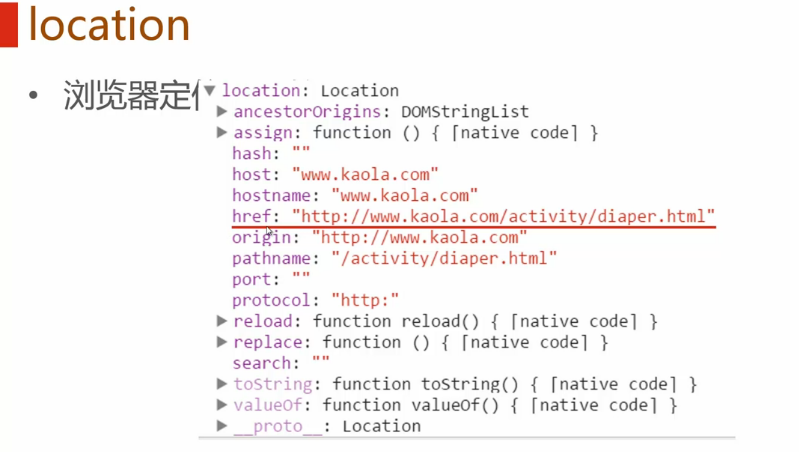 location
• 浏览器定
▼ location: Location
▶ ancestorOrigins: DOMStringList
▶ assign: function () { [native code] }
hash: ""
host: "www.kaola.com"
hostname: "www.kaola.com"
href: "http://www.kaola.com/activity/diaper.html"
origin: "http://www.kaola.com"
pathname: "/activity/diaper.html"
port: ""
protocol: "http:"
▶ reload: function reload() { [native code] }
▶ replace: function () { [native code] }
search: ""
▶ toString: function toString() { [native code] }
▶ valueOf: function valueOf() { [native code] }
▶ __proto__: Location